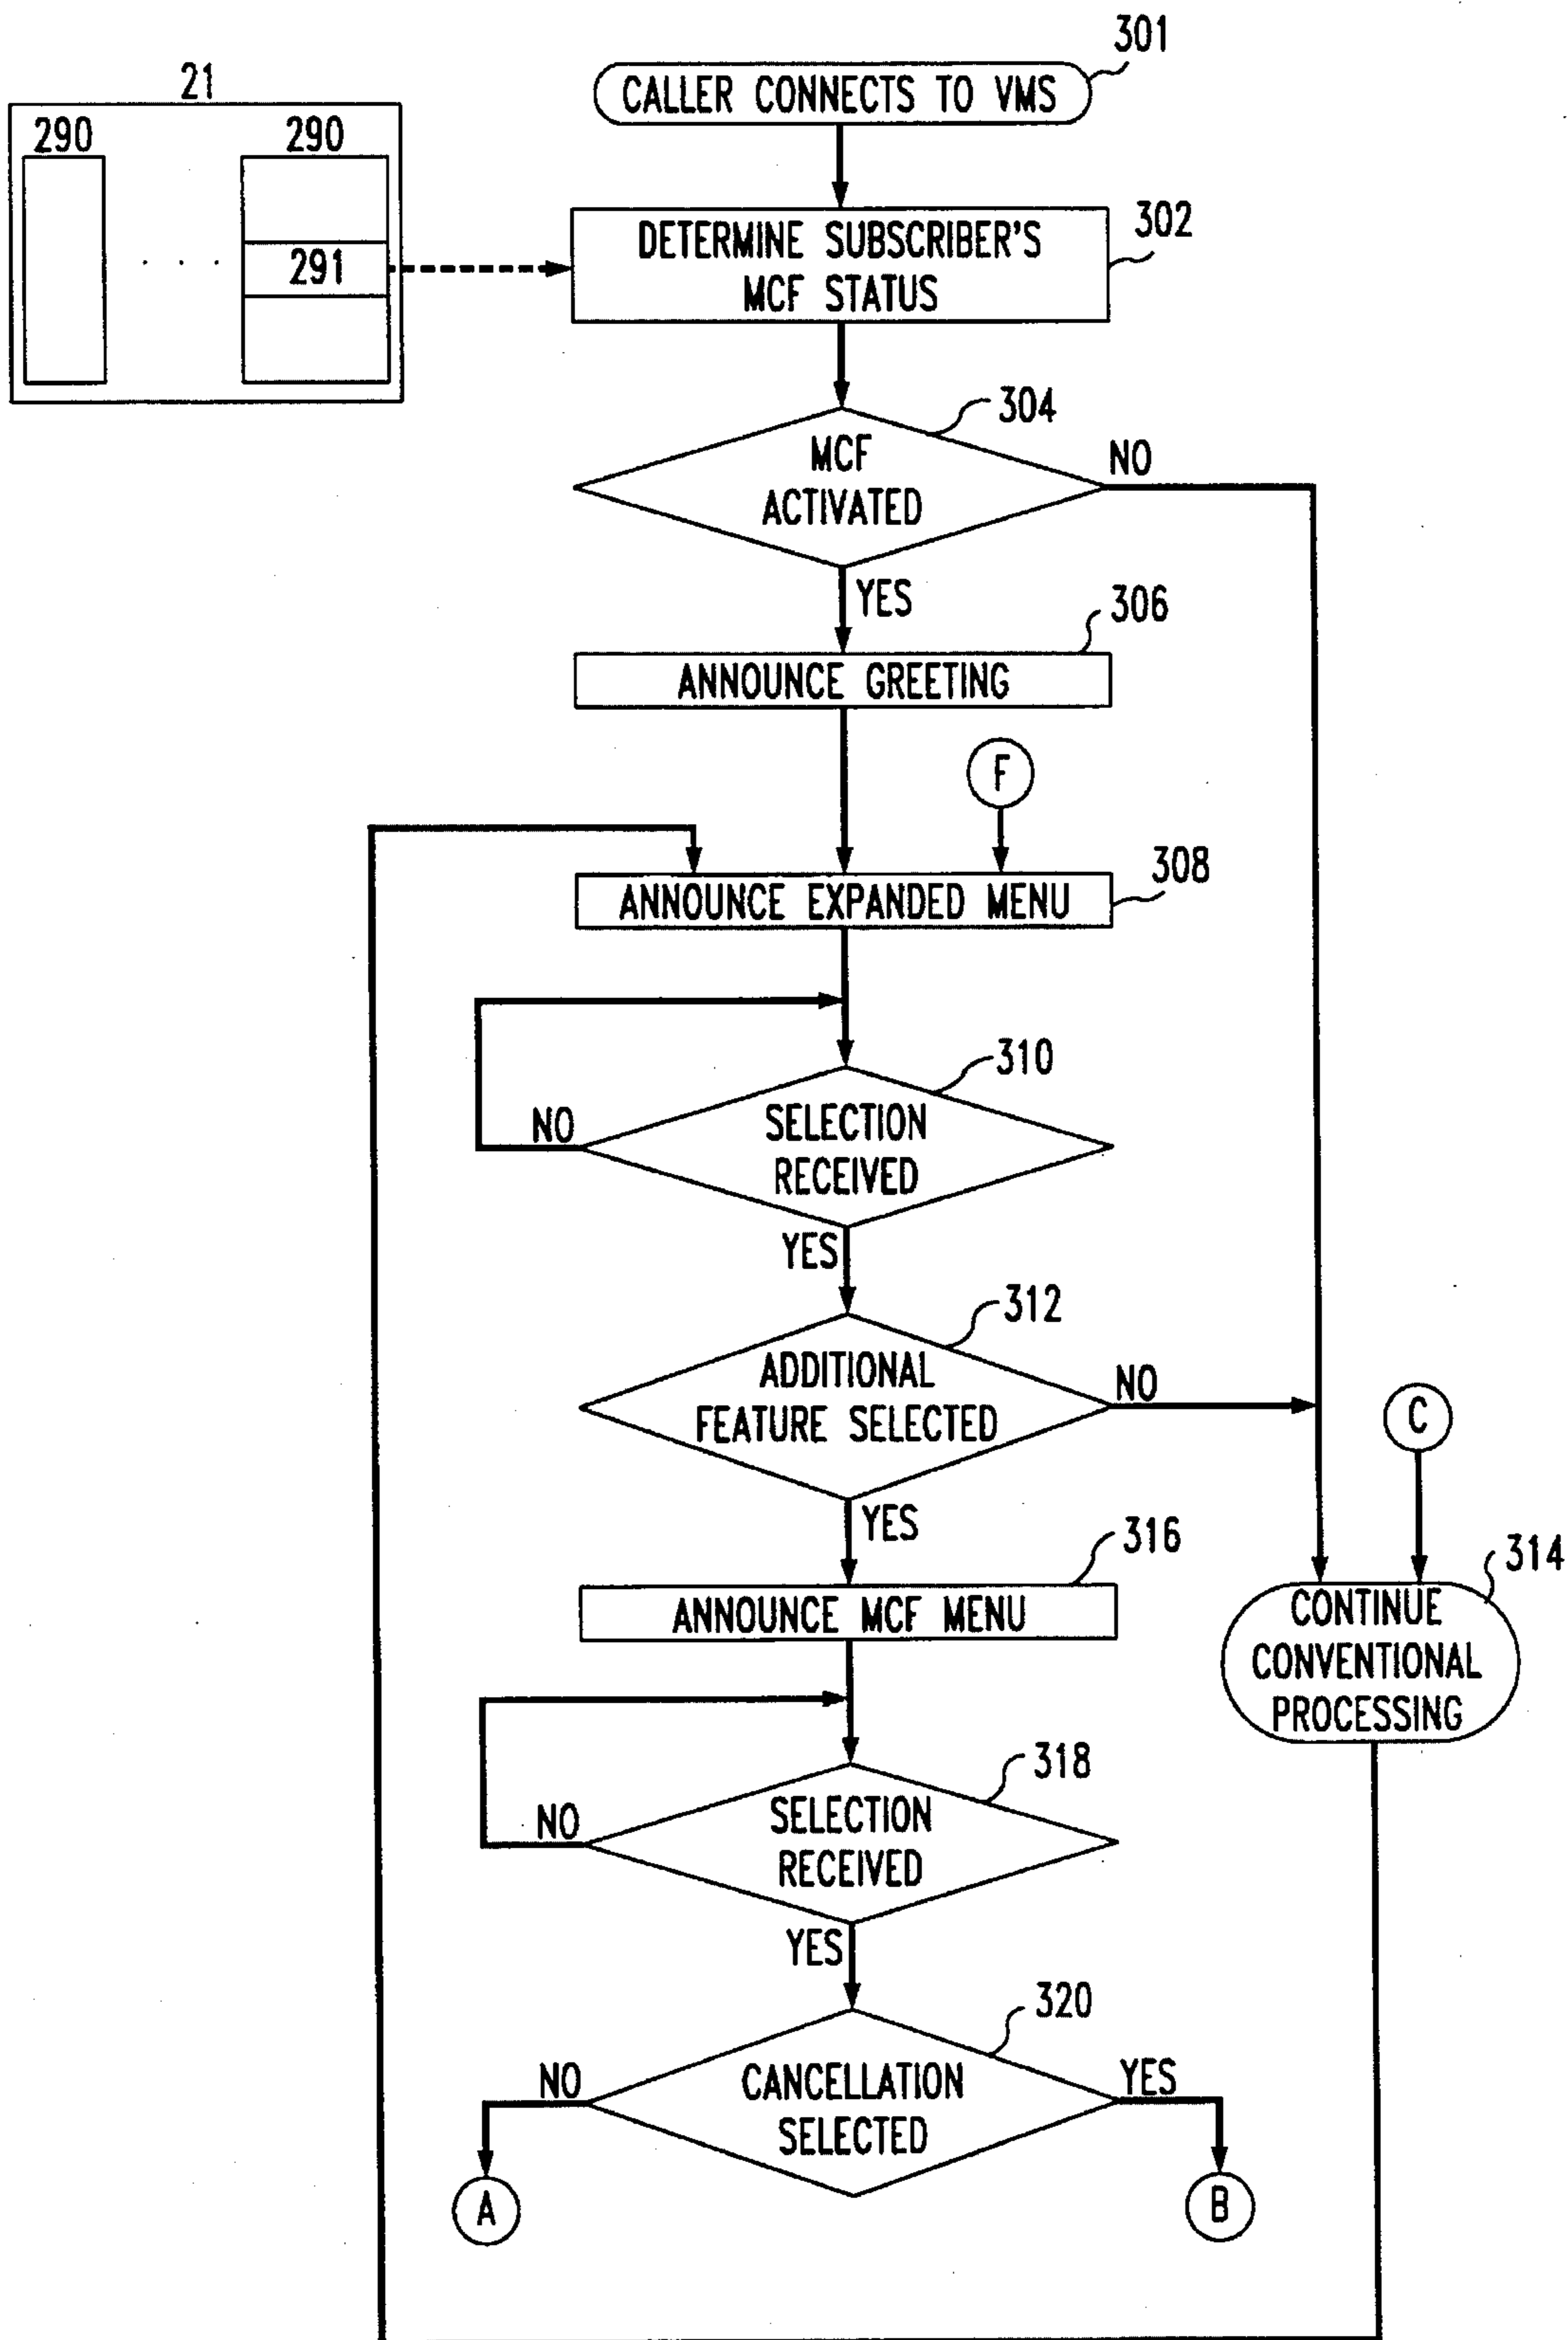 301
CALLER CONNECTS TO VMS
21
290
290
291
302
DETERMINE SUBSCRIBER'S
MCF STATUS
304
MCF
ACTIVATED
NO
YES
306
ANNOUNCE GREETING
F
308
ANNOUNCE EXPANDED MENU
310
SELECTION
RECEIVED
NO
YES
312
ADDITIONAL
FEATURE SELECTED
NO
C
YES
316
ANNOUNCE MCF MENU
314
CONTINUE
CONVENTIONAL
PROCESSING
318
SELECTION
RECEIVED
NO
YES
320
CANCELLATION
SELECTED
NO
YES
A
B